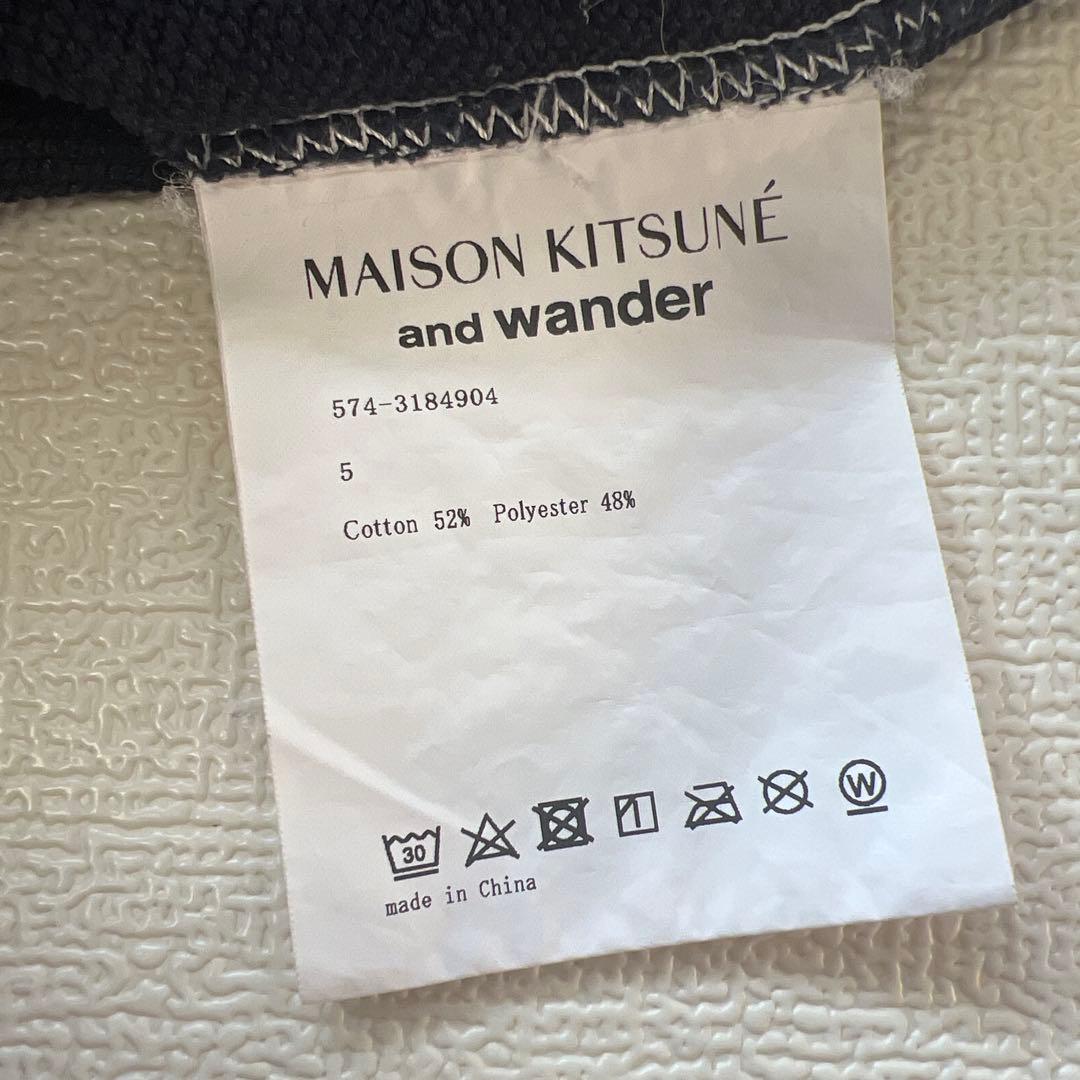 MAISON KITSUNÉ
and wander
574-3184904
5
Cotton 52% Polyester 48%
30
W
made in China